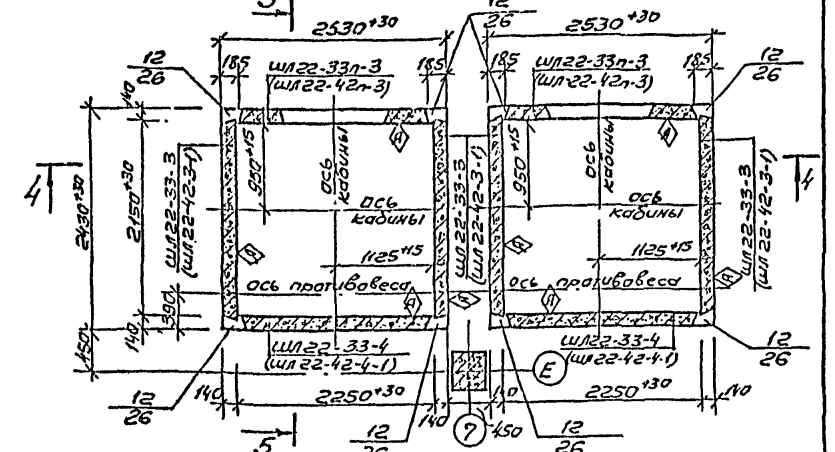 5
2530+30
12
26
2530+30
12
26
185
шл22-33п-3
(шл22-42п-3)
185
185
шл22-33п-3
(шл22-42п-3)
185
12
26
140
А
А
4
2430+30
2150+30
шл22-33-3
(шл22-42-3-1)
950+15
ось
кабины
ось
кабины
шл22-33-3
(шл22-42-3-1)
950+15
ось
кабины
ось
кабины
шл22-33-3
(шл22-42-3-1)
4
А
1125+15
А
1125+15
390
ось противовеса
А
А
ось противовеса
А
450
140
шл22-33-4
(шл22-42-4-1)
шл22-33-4
(шл22-42-4-1)
12
26
Е
12
26
140
2250+30
140
140
2250+30
140
5
12
26
7
450
12
26